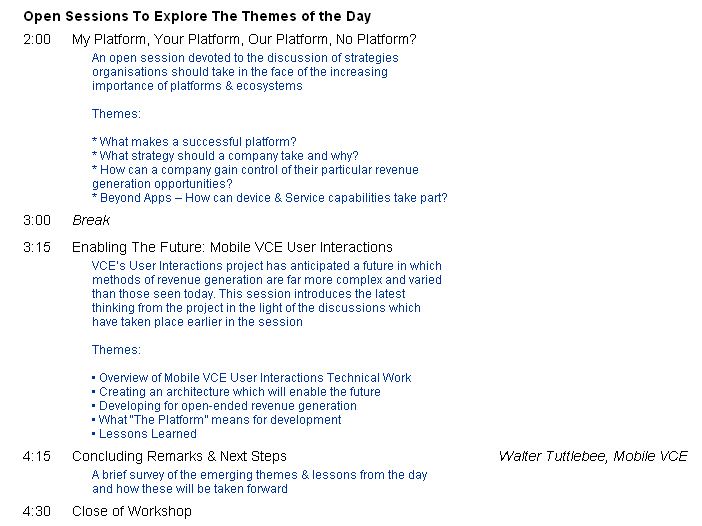 Open Sessions To Explore The Themes of the Day
2:00 My Platform, Your Platform, Our Platform, No Platform?
An open session devoted to the discussion of strategies
organisations should take in the face of the increasing
importance of platforms & ecosystems
Themes:
* What makes a successful platform?
* What strategy should a company take and why?
* How can a company gain control of their particular revenue
generation opportunities?
* Beyond Apps – How can device & Service capabilities take part?
3:00 Break
3:15 Enabling The Future: Mobile VCE User Interactions
VCE's User Interactions project has anticipated a future in which
methods of revenue generation are far more complex and varied
than those seen today. This session introduces the latest
thinking from the project in the light of the discussions which
have taken place earlier in the session
Themes:
• Overview of Mobile VCE User Interactions Technical Work
• Creating an architecture which will enable the future
• Developing for open-ended revenue generation
• What "The Platform" means for development
• Lessons Learned
4:15 Concluding Remarks & Next Steps Walter Tuttlebee, Mobile VCE
A brief survey of the emerging themes & lessons from the day
and how these will be taken forward
4:30 Close of Workshop